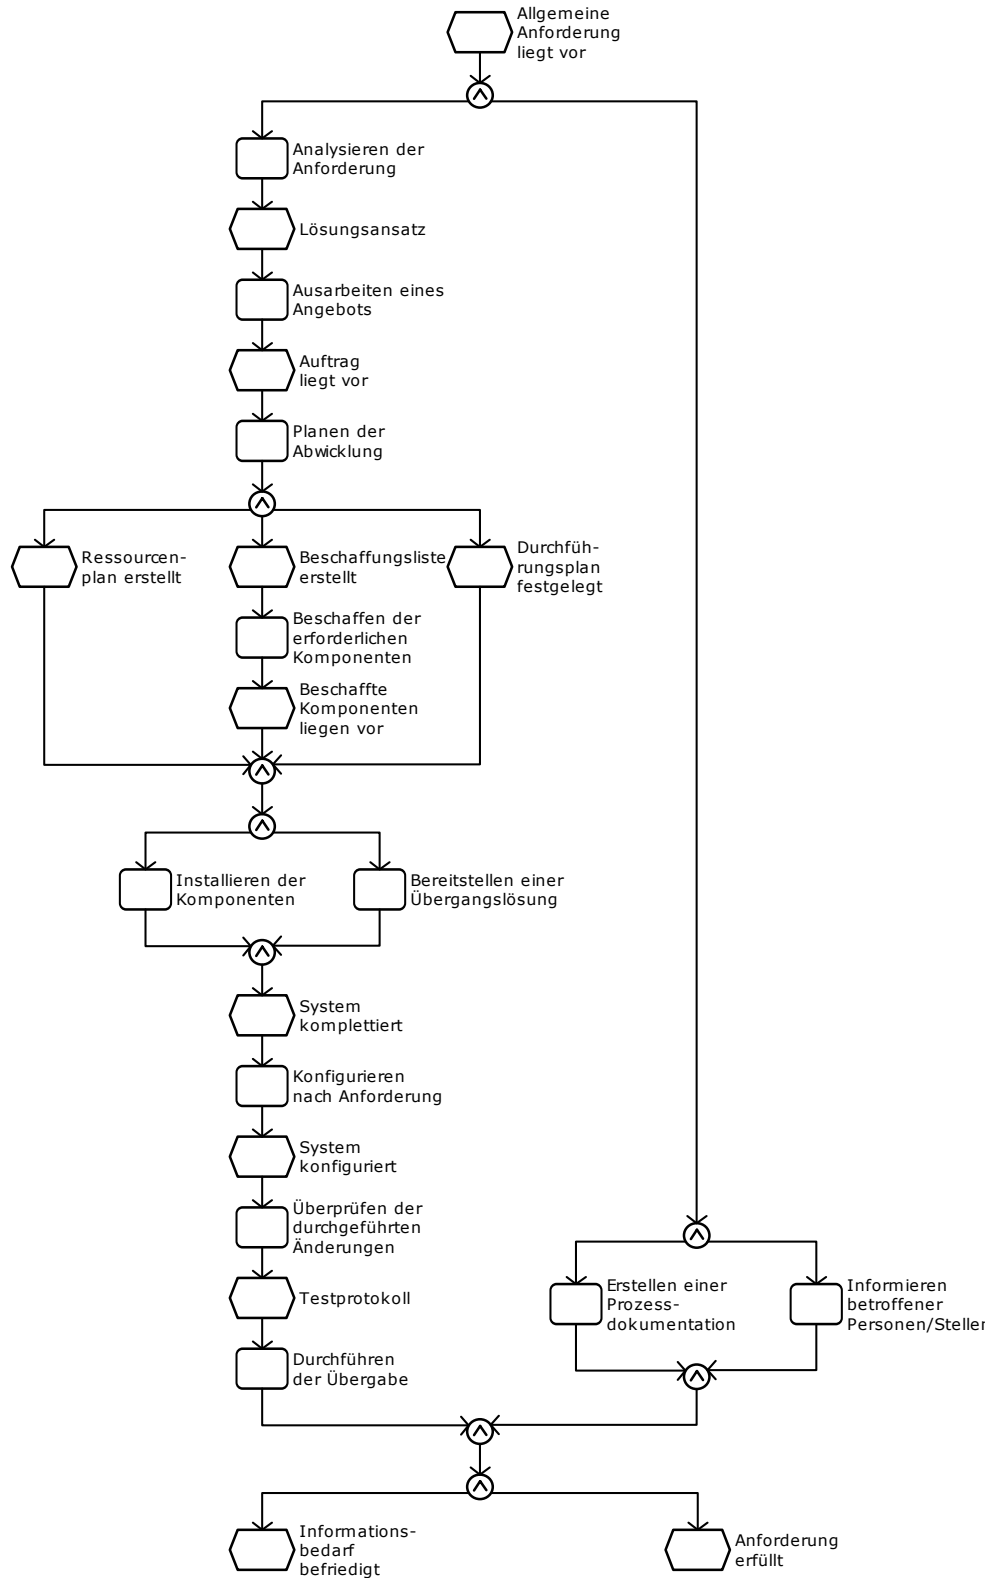 Allgemeine
Anforderung
liegt vor
Analysieren der
Anforderung
Lösungsansatz
Ausarbeiten eines
Angebots
Auftrag
liegt vor
Planen der
Abwicklung
Ressourcen-
plan erstellt
Beschaffungsliste
erstellt
Durchfüh-
rungsplan
festgelegt
Beschaffen der
erforderlichen
Komponenten
Beschaffte
Komponenten
liegen vor
Installieren der
Komponenten
Bereitstellen einer
Übergangslösung
System
komplettiert
Konfigurieren
nach Anforderung
System
konfiguriert
Überprüfen der
durchgeführten
Änderungen
Testprotokoll
Durchführen
der Übergabe
Erstellen einer
Prozess-
dokumentation
Informieren
betroffener
Personen/Stellen
Informations-
bedarf
befriedigt
Anforderung
erfüllt